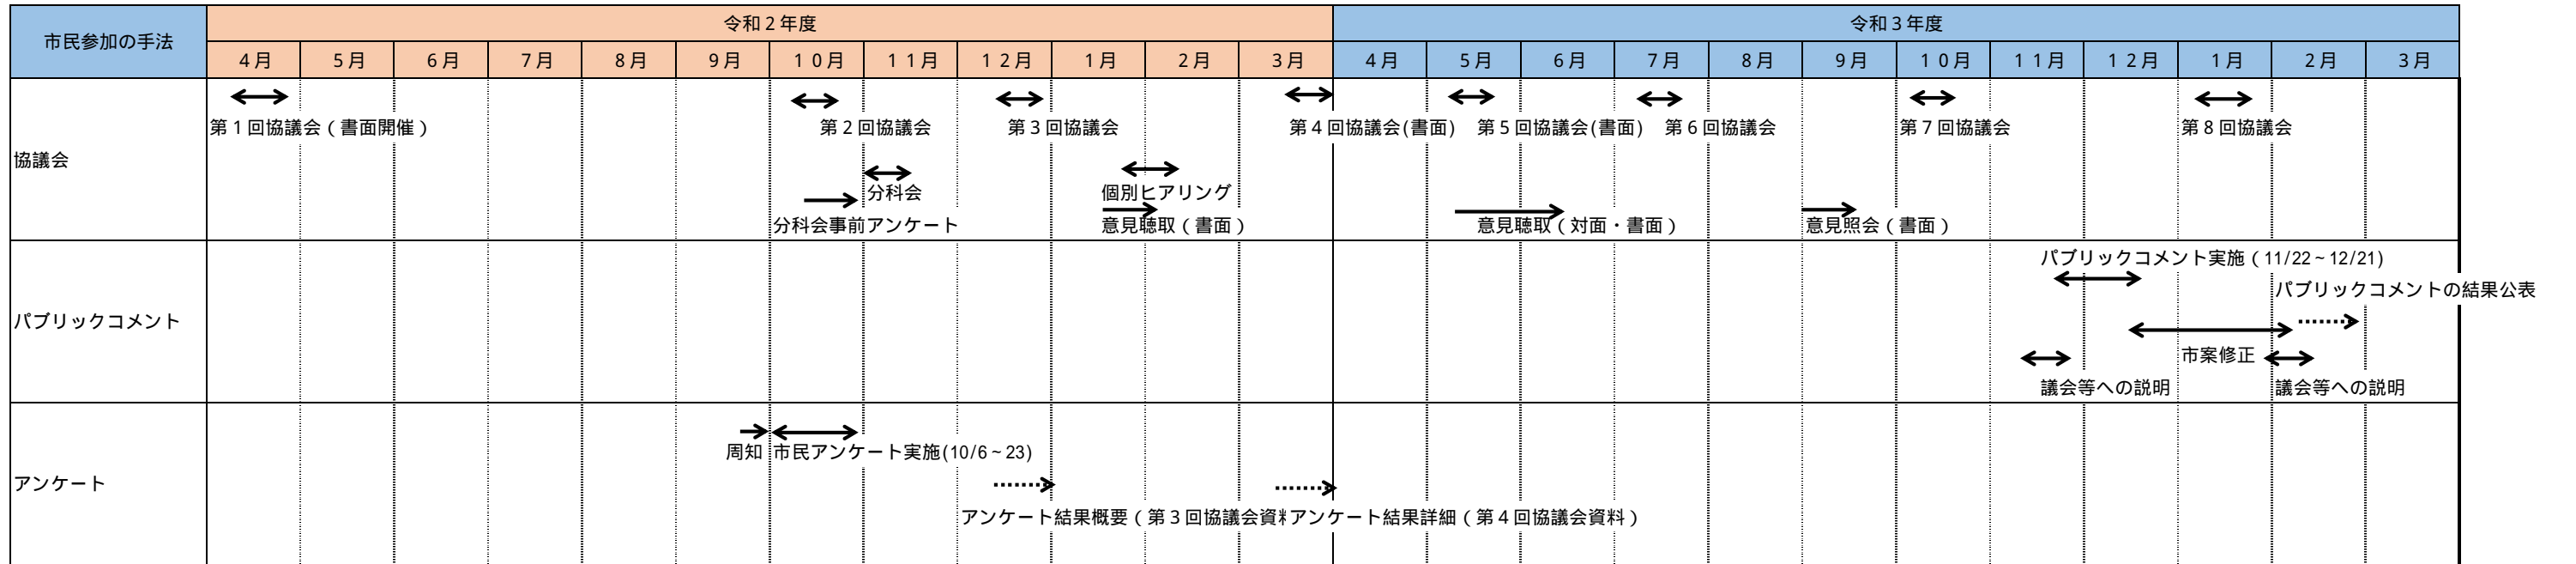 市民参加の手法
令和２年度
令和３年度
４月 ５月 ６月 ７月 ８月 ９月 １０月 １１月 １２月 １月 ２月 ３月 ４月 ５月 ６月 ７月 ８月 ９月 １０月 １１月 １２月 １月 ２月 ３月
協議会
第１回協議会（書面開催） 第２回協議会 第３回協議会 第４回協議会(書面) 第５回協議会(書面) 第６回協議会 第７回協議会 第８回協議会
分科会 個別ヒアリング
分科会事前アンケート 意見聴取（書面） 意見聴取（対面・書面） 意見照会（書面）
パブリックコメント
パブリックコメント実施（11/22～12/21)
パブリックコメントの結果公表
市案修正
議会等への説明 議会等への説明
アンケート
周知 市民アンケート実施(10/6～23)
アンケート結果概要（第３回協議会資 アンケート結果詳細（第４回協議会資料）